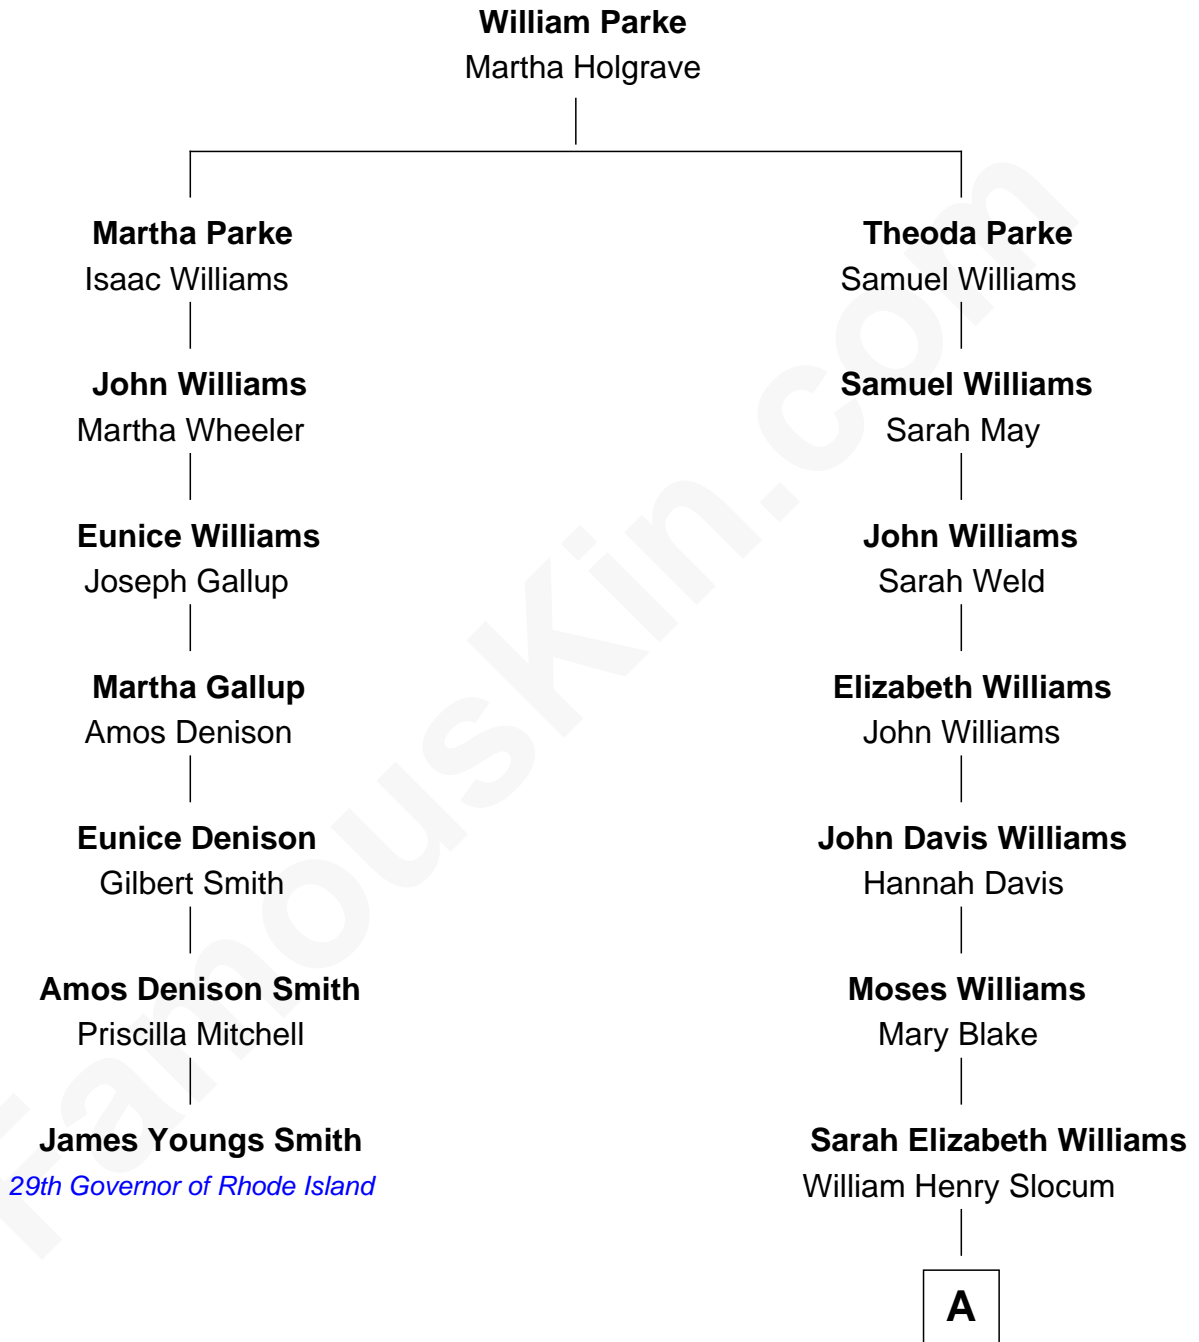 William Parke
Martha Holgrave
Martha Parke
Isaac Williams
John Williams
Martha Wheeler
Eunice Williams
Joseph Gallup
Martha Gallup
Amos Denison
Eunice Denison
Gilbert Smith
Amos Denison Smith
Priscilla Mitchell
James Youngs Smith
29th Governor of Rhode Island
Theoda Parke
Samuel Williams
Samuel Williams
Sarah May
John Williams
Sarah Weld
Elizabeth Williams
John Williams
John Davis Williams
Hannah Davis
Moses Williams
Mary Blake
Sarah Elizabeth Williams
William Henry Slocum
A
FamousKin.com